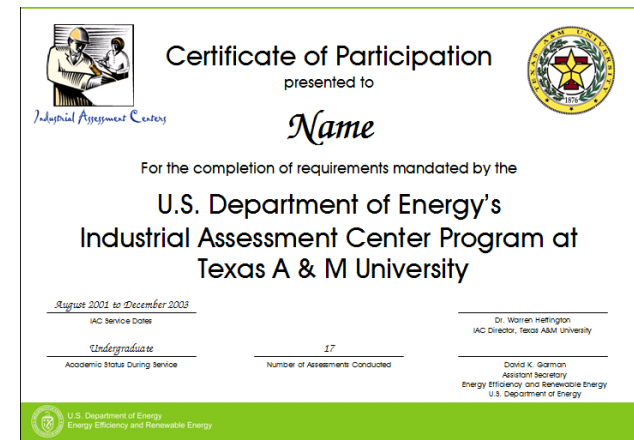 Certificate of Participation
presented to
Industrial Assessment Centers
TEXAS A&M UNIVERSITY
1876
Name
For the completion of requirements mandated by the
U.S. Department of Energy's
Industrial Assessment Center Program at
Texas A & M University
August 2001 to December 2003
IAC Service Dates
Dr. Warren Heffington
IAC Director, Texas A&M University
Undergraduate
Academic Status During Service
17
Number of Assessments Conducted
David K. Garman
Assistant Secretary
Energy Efficiency and Renewable Energy
U.S. Department of Energy
U.S. Department of Energy
Energy Efficiency and Renewable Energy